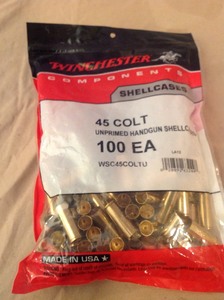 WINCHESTER
COMPONENTS
SHELLCASES
45 COLT
UNPRIMED HANDGUN SHELLC
100 EA
WSC45COLTU
MADE IN USA